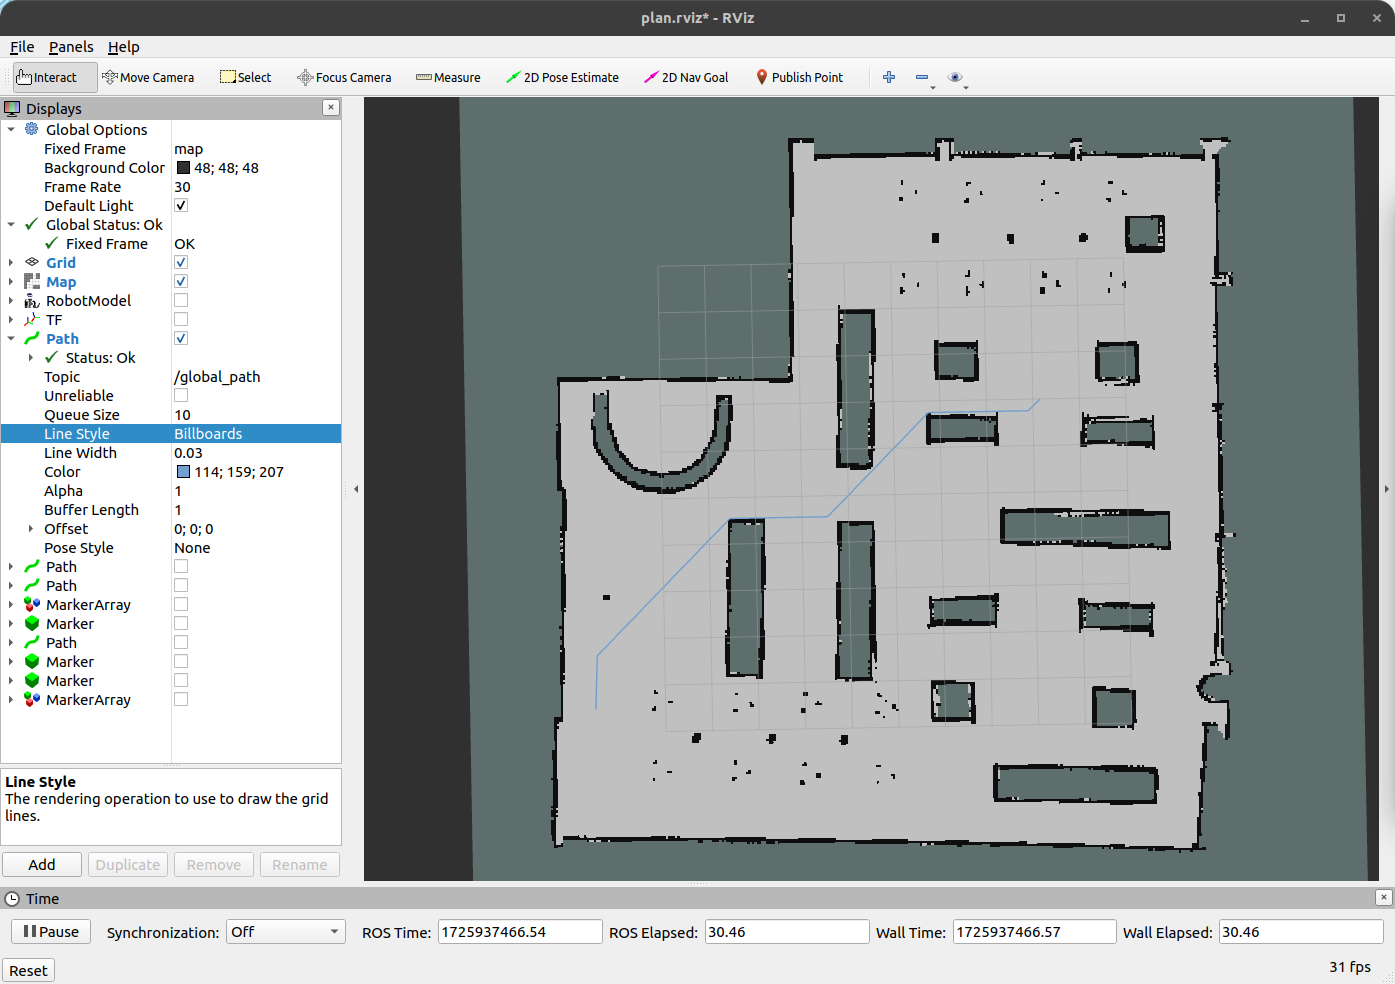 plan.rviz* - RViz
File Panels Help
Interact Move Camera Select Focus Camera Measure 2D Pose Estimate 2D Nav Goal Publish Point
Displays
Global Options
Fixed Frame map
Background Color 48; 48; 48
Frame Rate 30
Default Light
Global Status: Ok
Fixed Frame OK
Grid
Map
RobotModel
TF
Path
Status: Ok
Topic /global_path
Unreliable
Queue Size 10
Line Style Billboards
Line Width 0.03
Color 114; 159; 207
Alpha 1
Buffer Length 1
Offset 0; 0; 0
Pose Style None
Path
Path
MarkerArray
Marker
Path
Marker
Marker
MarkerArray
Line Style
The rendering operation to use to draw the grid
lines.
Add Duplicate Remove Rename
Time
Pause Synchronization: Off ROS Time: 1725937466.54 ROS Elapsed: 30.46 Wall Time: 1725937466.57 Wall Elapsed: 30.46
Reset 31 fps